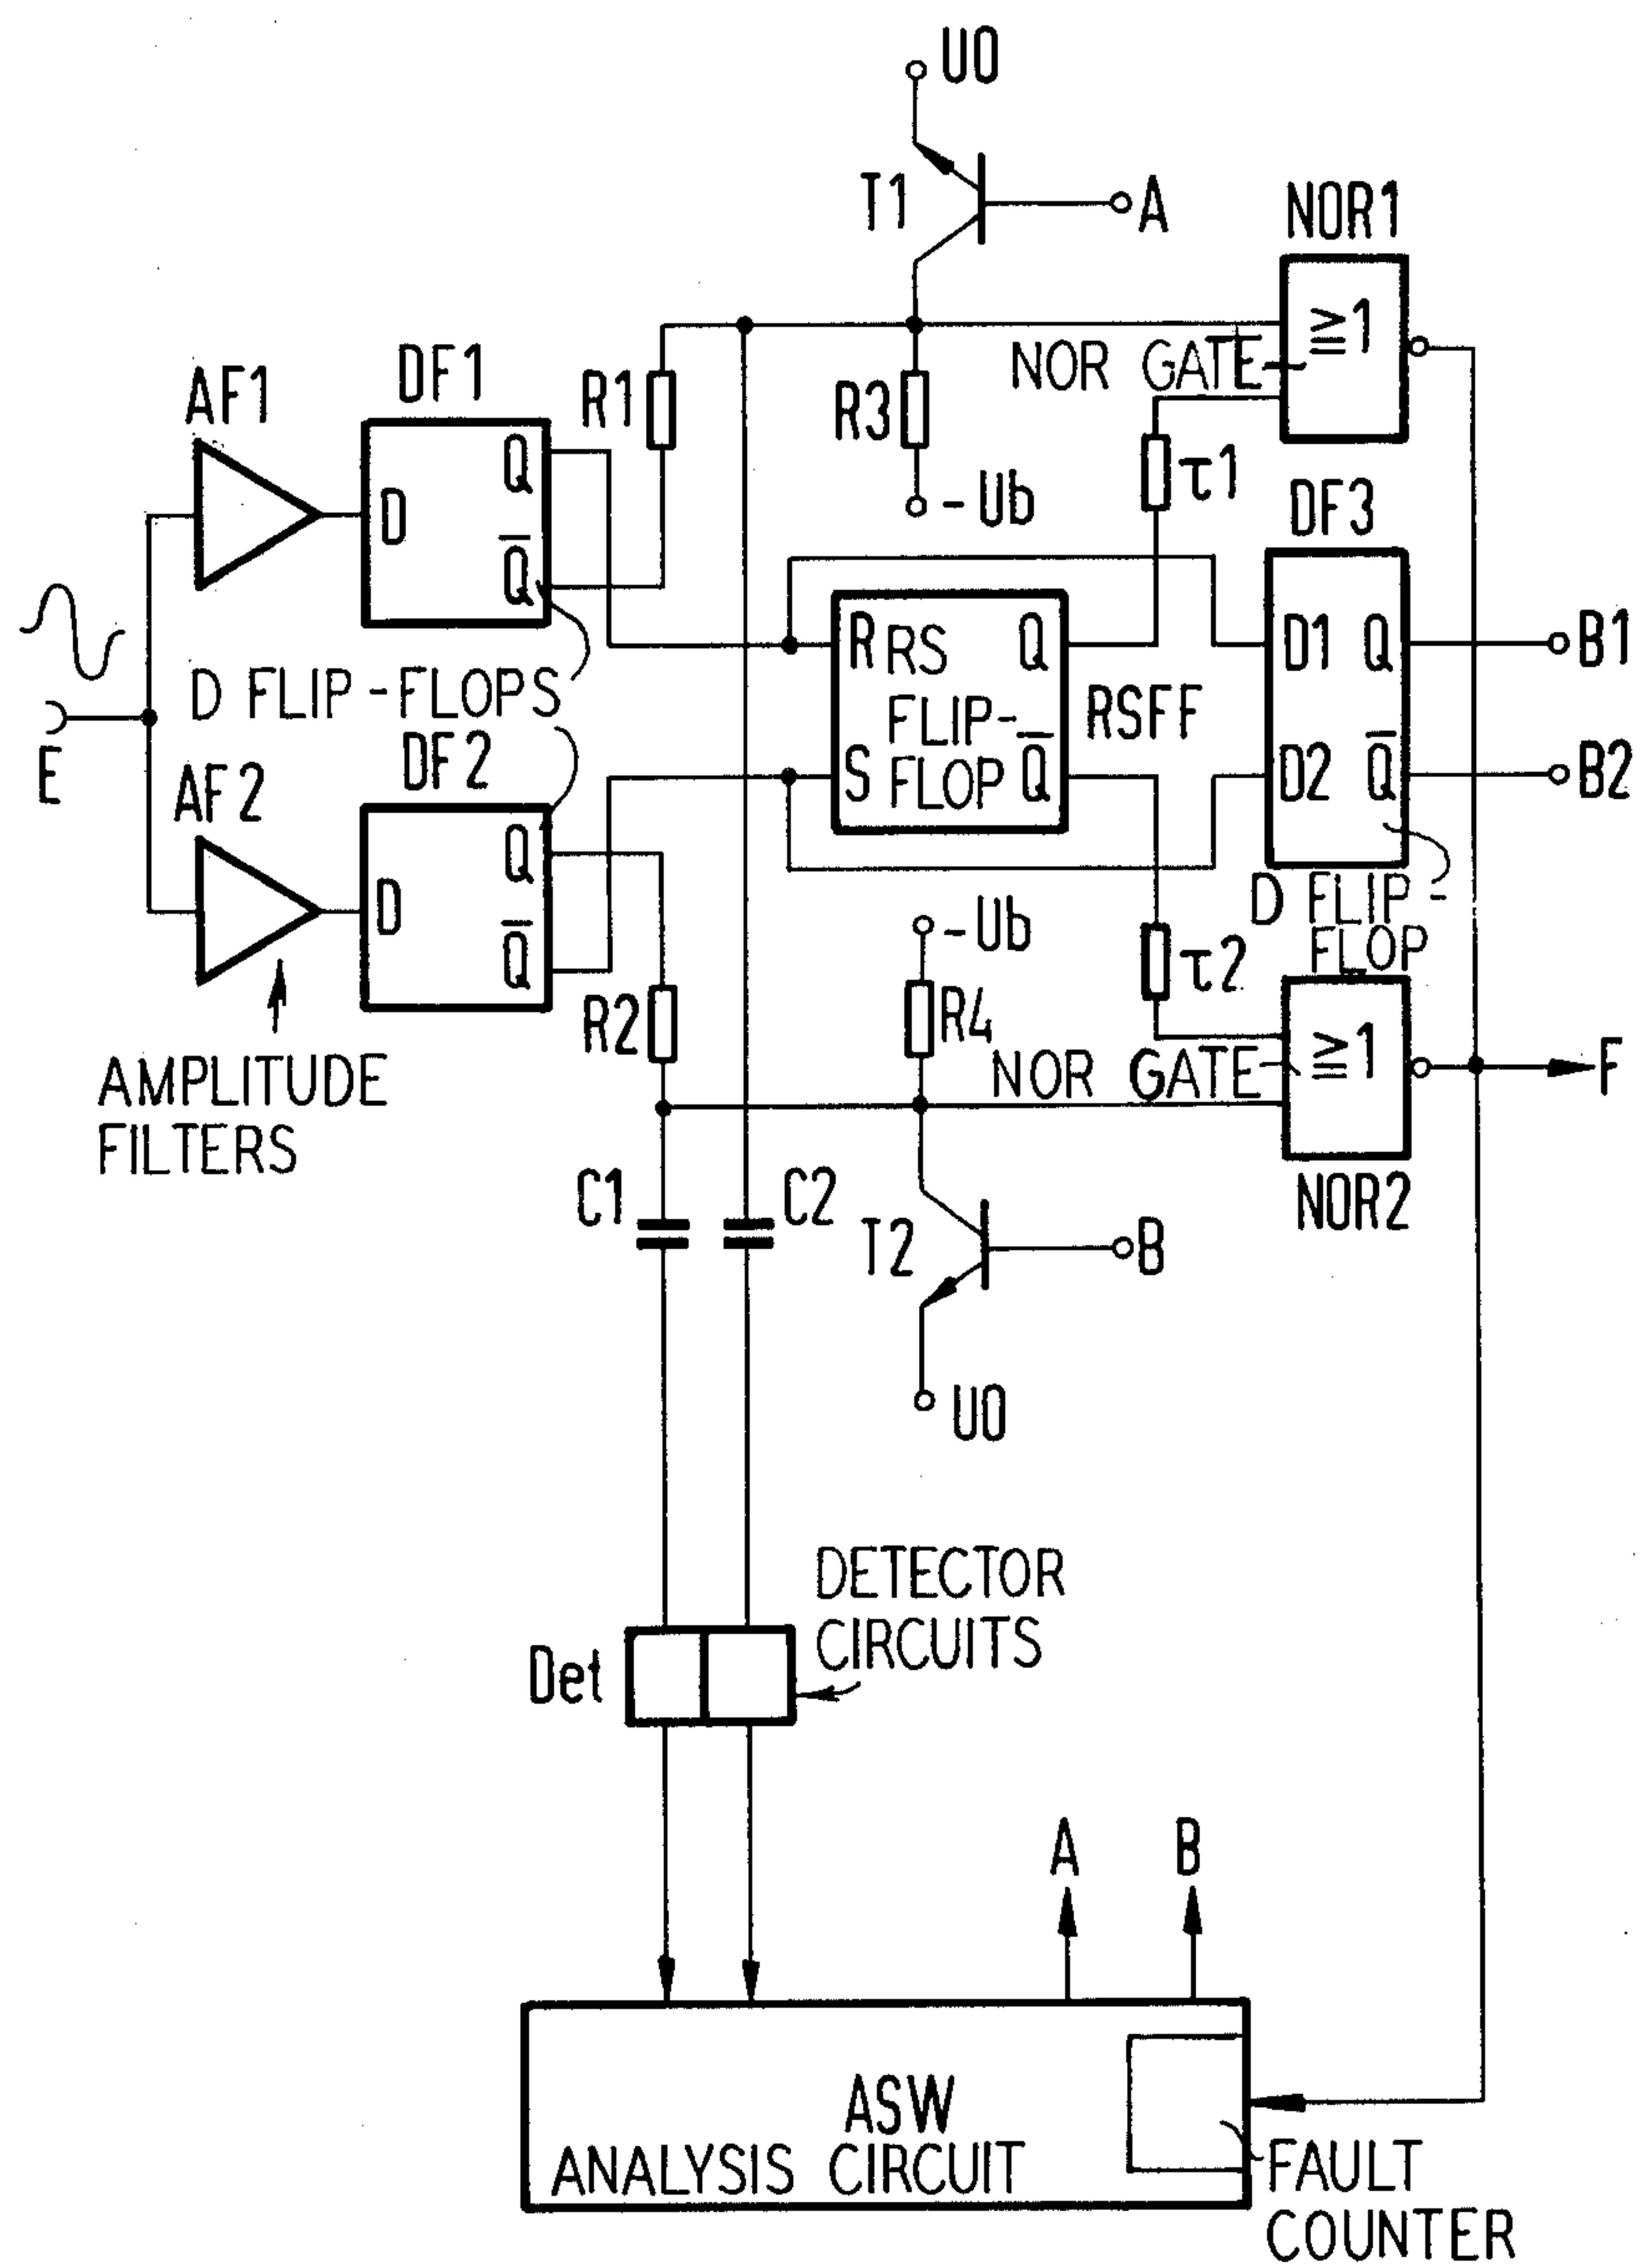 U0
T1
A
NOR1
≥1
NOR GATE
AF1
DF1
R1
R3
-Ub
τ1
DF3
D
Q
Q̅
R
RS
Q
FLIP-
RSFF
S
FLOP
Q̅
D1
Q
D2
Q̅
B1
B2
D FLIP-FLOPS
E
AF2
DF2
D
Q
Q̅
-Ub
D FLIP-
FLOP
R2
R4
τ2
AMPLITUDE
FILTERS
NOR GATE
≥1
F
NOR2
C1
C2
T2
B
U0
DETECTOR
CIRCUITS
Det
A
B
ASW
ANALYSIS CIRCUIT
FAULT
COUNTER